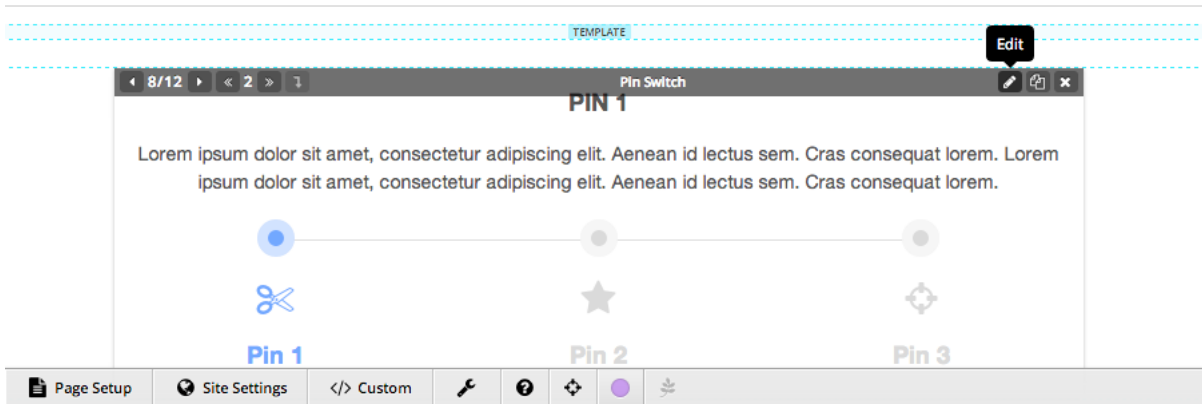 TEMPLATE
Edit
8/12 « 2 » Pin Switch
PIN 1
Lorem ipsum dolor sit amet, consectetur adipiscing elit. Aenean id lectus sem. Cras consequat lorem. Lorem
ipsum dolor sit amet, consectetur adipiscing elit. Aenean id lectus sem. Cras consequat lorem.
Pin 1 Pin 2 Pin 3
Page Setup Site Settings </> Custom